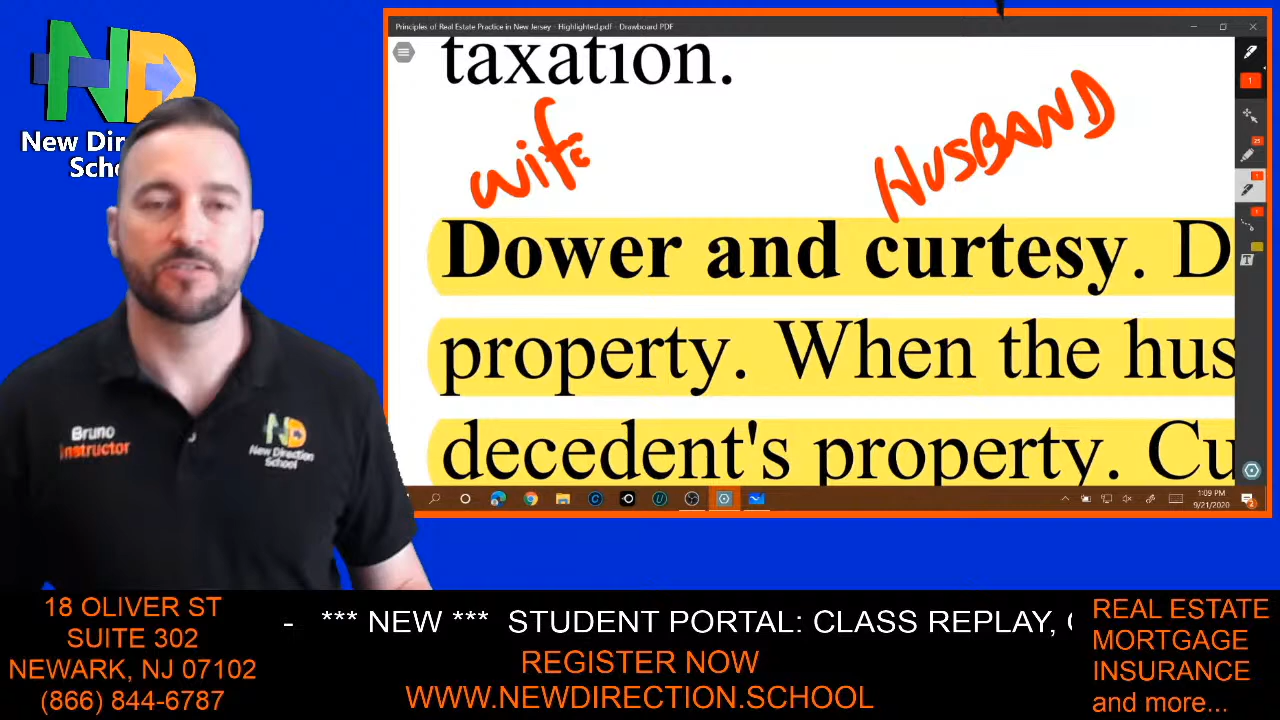 Principles of Real Estate Practice in New Jersey - Highlighted.pdf - Drawboard PDF
taxation.
wife
HUSBAND
Dower and curtesy. D
property. When the hus
decedent's property. Cu
1:09 PM
9/21/2020
ND
New Dire
Scho
Bruno
Instructor
ND
New Direction
School
18 OLIVER ST
SUITE 302
NEWARK, NJ 07102
(866) 844-6787
- *** NEW *** STUDENT PORTAL: CLASS REPLAY,
REGISTER NOW
WWW.NEWDIRECTION.SCHOOL
REAL ESTATE
MORTGAGE
INSURANCE
and more...